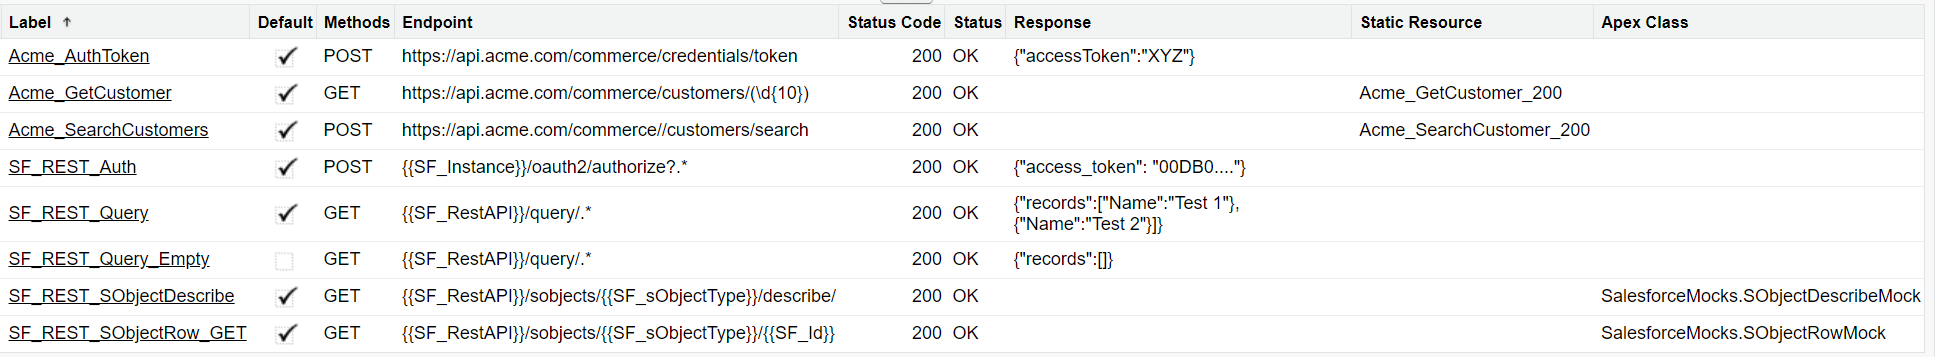 Label ↑ Default Methods Endpoint Status Code Status Response Static Resource Apex Class
Acme_AuthToken POST https://api.acme.com/commerce/credentials/token 200 OK {"accessToken":"XYZ"}
Acme_GetCustomer GET https://api.acme.com/commerce/customers/(\d{10}) 200 OK Acme_GetCustomer_200
Acme_SearchCustomers POST https://api.acme.com/commerce//customers/search 200 OK Acme_SearchCustomer_200
SF_REST_Auth POST {{SF_Instance}}/oauth2/authorize?.* 200 OK {"access_token": "00DB0...."}
SF_REST_Query GET {{SF_RestAPI}}/query/.* 200 OK {"records":["Name":"Test 1"},
{"Name":"Test 2"}]}
SF_REST_Query_Empty GET {{SF_RestAPI}}/query/.* 200 OK {"records":[]}
SF_REST_SObjectDescribe GET {{SF_RestAPI}}/sobjects/{{SF_sObjectType}}/describe/ 200 OK SalesforceMocks.SObjectDescribeMock
SF_REST_SObjectRow_GET GET {{SF_RestAPI}}/sobjects/{{SF_sObjectType}}/{{SF_Id}} 200 OK SalesforceMocks.SObjectRowMock